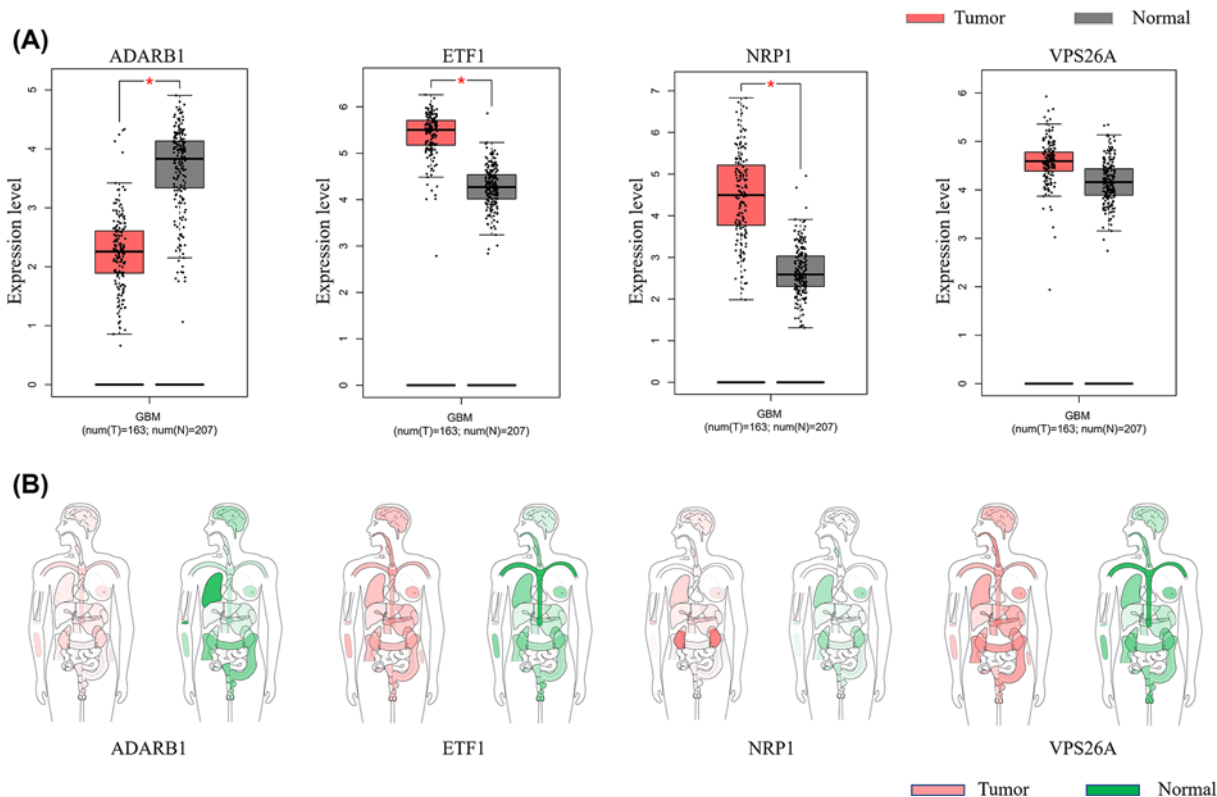 Tumor Normal
(A)
ADARB1 ETF1 NRP1 VPS26A
* * *
Expression level Expression level Expression level Expression level
5
4
3
2
1
0
6
5
4
3
2
1
0
7
6
5
4
3
2
1
0
6
5
4
3
2
1
0
GBM GBM GBM GBM
(num(T)=163; num(N)=207) (num(T)=163; num(N)=207) (num(T)=163; num(N)=207) (num(T)=163; num(N)=207)
(B)
ADARB1 ETF1 NRP1 VPS26A
Tumor Normal